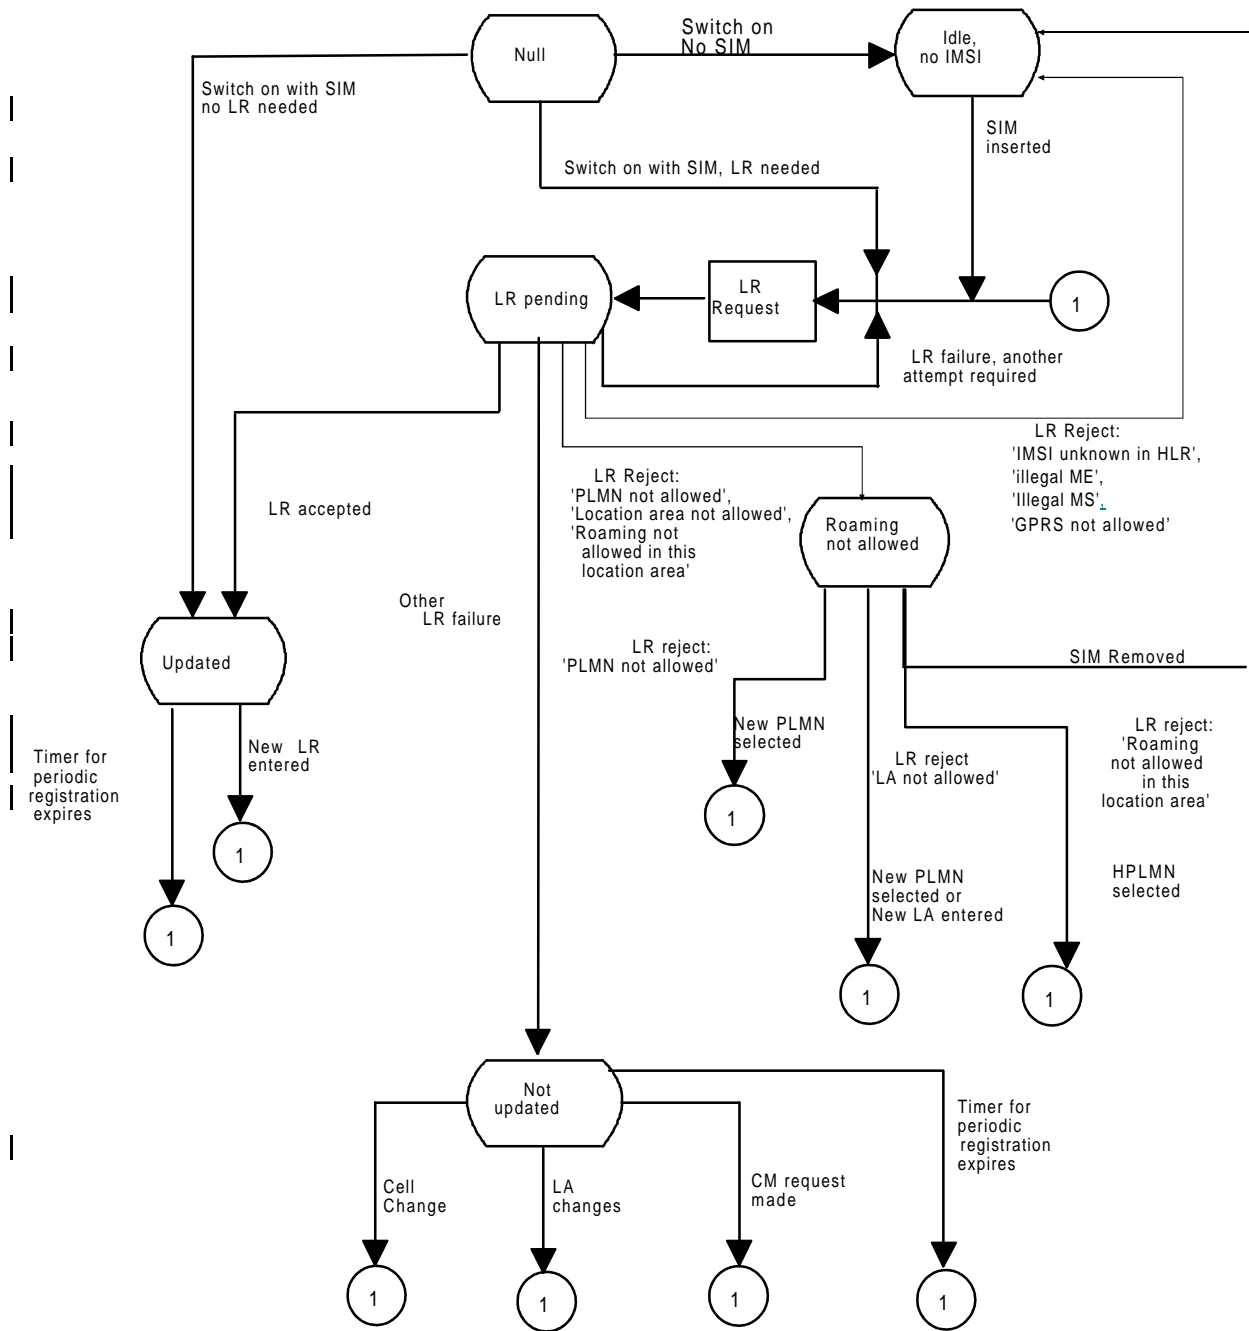 Switch on
No SIM
Null
Idle,
no IMSI
Switch on with SIM
no LR needed
SIM
inserted
Switch on with SIM, LR needed
LR pending
LR
Request
1
LR failure, another
attempt required
LR Reject:
'IMSI unknown in HLR',
'illegal ME',
'Illegal MS',
'GPRS not allowed'
LR Reject:
'PLMN not allowed',
'Location area not allowed',
'Roaming not
allowed in this
location area'
LR accepted
Roaming
not allowed
Other
LR failure
LR reject:
'PLMN not allowed'
SIM Removed
Updated
New PLMN
selected
LR reject
'LA not allowed'
LR reject:
'Roaming
not allowed
in this
location area'
Timer for
periodic
registration
expires
New LR
entered
1
1
1
New PLMN
selected or
New LA entered
HPLMN
selected
1
1
Not
updated
Timer for
periodic
registration
expires
Cell
Change
LA
changes
CM request
made
1
1
1
1